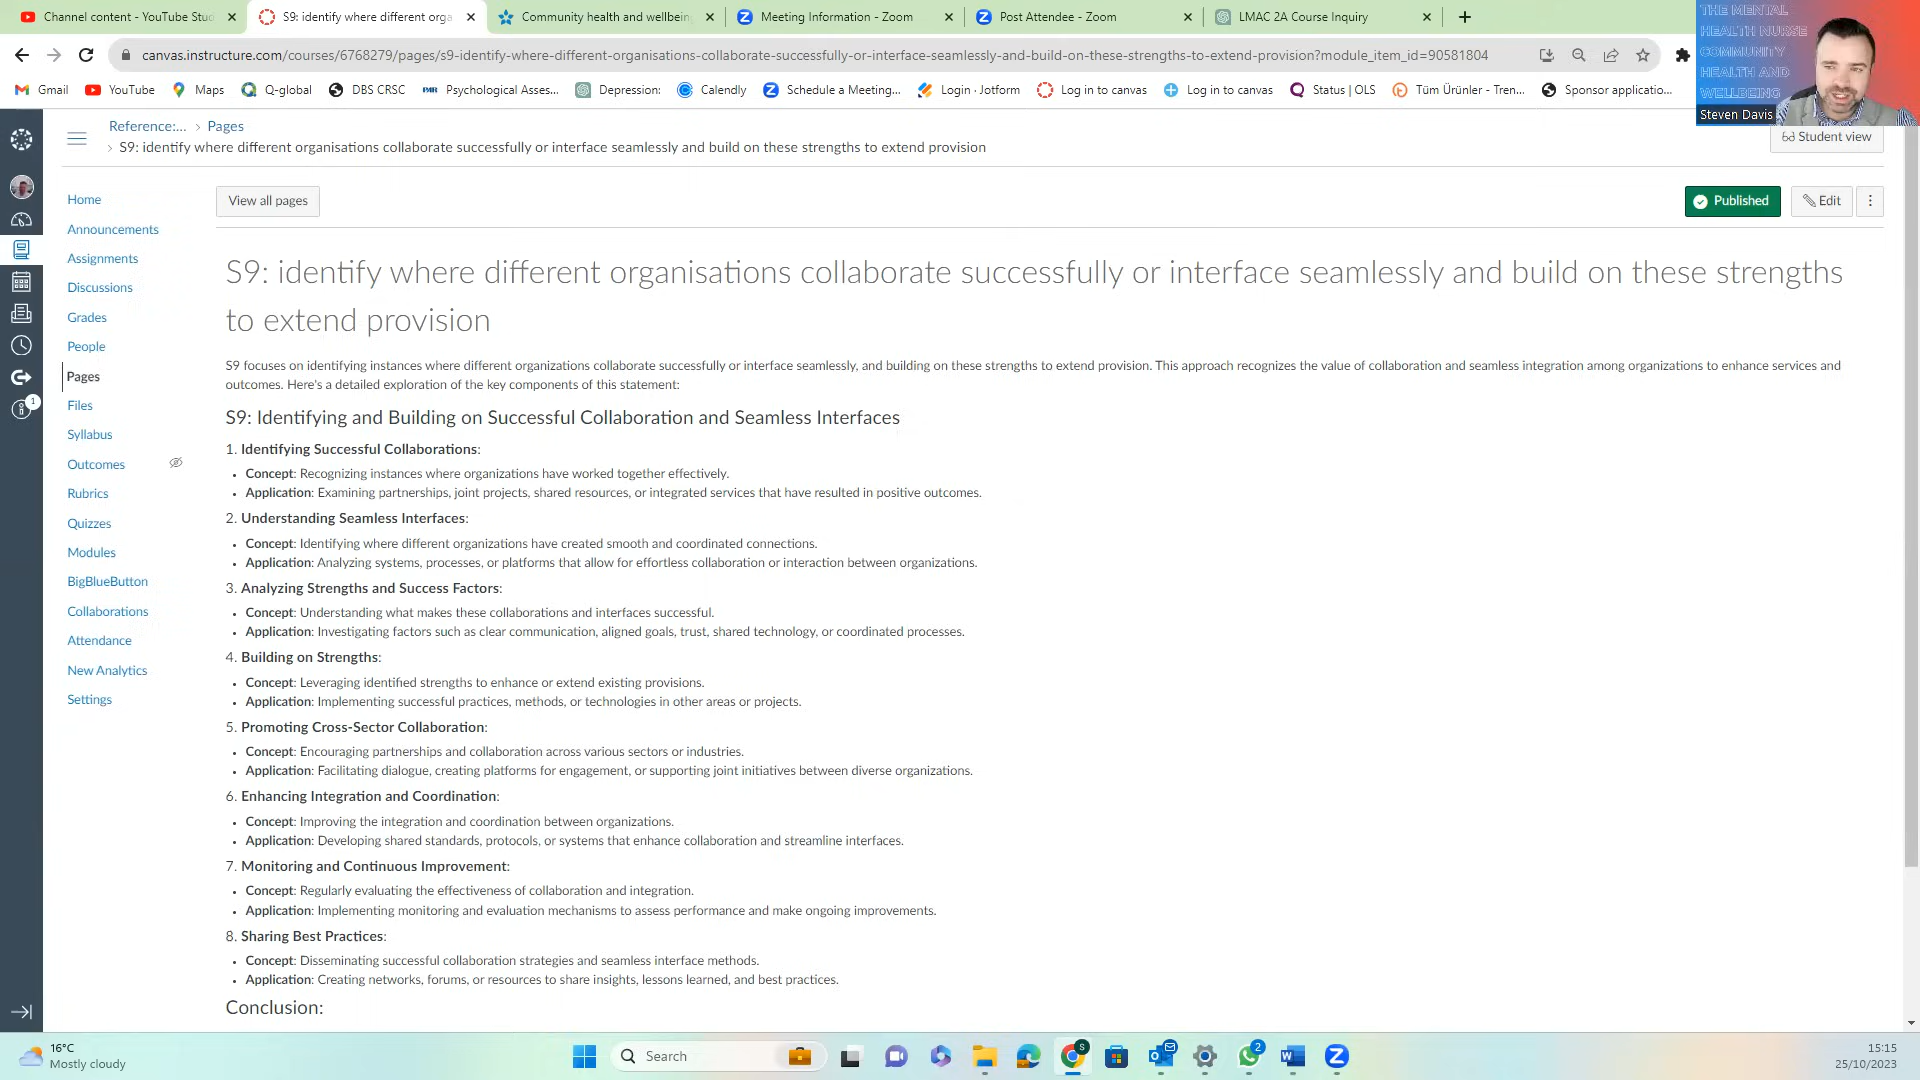 Channel content - YouTube Stud
S9: identify where different orga
Community health and wellbein
Meeting Information - Zoom
Post Attendee - Zoom
LMAC 2A Course Inquiry
canvas.instructure.com/courses/6768279/pages/s9-identify-where-different-organisations-collaborate-successfully-or-interface-seamlessly-and-build-on-these-strengths-to-extend-provision?module_item_id=90581804
Gmail YouTube Maps Q-global DBS CRSC Psychological Asses... Depression: Calendly Schedule a Meeting... Login · Jotform Log in to canvas Log in to canvas Status | OLS Tüm Ürünler - Tren... Sponsor applicatio...
THE MENTAL
HEALTH NURSE
COMMUNITY
HEALTH AND
WELLBEING
Steven Davis
Reference:... > Pages
> S9: identify where different organisations collaborate successfully or interface seamlessly and build on these strengths to extend provision
Student view
Home
Announcements
Assignments
Discussions
Grades
People
Pages
Files
Syllabus
Outcomes
Rubrics
Quizzes
Modules
BigBlueButton
Collaborations
Attendance
New Analytics
Settings
1
View all pages
Published
Edit
S9: identify where different organisations collaborate successfully or interface seamlessly and build on these strengths
to extend provision
S9 focuses on identifying instances where different organizations collaborate successfully or interface seamlessly, and building on these strengths to extend provision. This approach recognizes the value of collaboration and seamless integration among organizations to enhance services and
outcomes. Here's a detailed exploration of the key components of this statement:
S9: Identifying and Building on Successful Collaboration and Seamless Interfaces
1. Identifying Successful Collaborations:
• Concept: Recognizing instances where organizations have worked together effectively.
• Application: Examining partnerships, joint projects, shared resources, or integrated services that have resulted in positive outcomes.
2. Understanding Seamless Interfaces:
• Concept: Identifying where different organizations have created smooth and coordinated connections.
• Application: Analyzing systems, processes, or platforms that allow for effortless collaboration or interaction between organizations.
3. Analyzing Strengths and Success Factors:
• Concept: Understanding what makes these collaborations and interfaces successful.
• Application: Investigating factors such as clear communication, aligned goals, trust, shared technology, or coordinated processes.
4. Building on Strengths:
• Concept: Leveraging identified strengths to enhance or extend existing provisions.
• Application: Implementing successful practices, methods, or technologies in other areas or projects.
5. Promoting Cross-Sector Collaboration:
• Concept: Encouraging partnerships and collaboration across various sectors or industries.
• Application: Facilitating dialogue, creating platforms for engagement, or supporting joint initiatives between diverse organizations.
6. Enhancing Integration and Coordination:
• Concept: Improving the integration and coordination between organizations.
• Application: Developing shared standards, protocols, or systems that enhance collaboration and streamline interfaces.
7. Monitoring and Continuous Improvement:
• Concept: Regularly evaluating the effectiveness of collaboration and integration.
• Application: Implementing monitoring and evaluation mechanisms to assess performance and make ongoing improvements.
8. Sharing Best Practices:
• Concept: Disseminating successful collaboration strategies and seamless interface methods.
• Application: Creating networks, forums, or resources to share insights, lessons learned, and best practices.
Conclusion:
16°C
Mostly cloudy
Search
S
2
15:15
25/10/2023